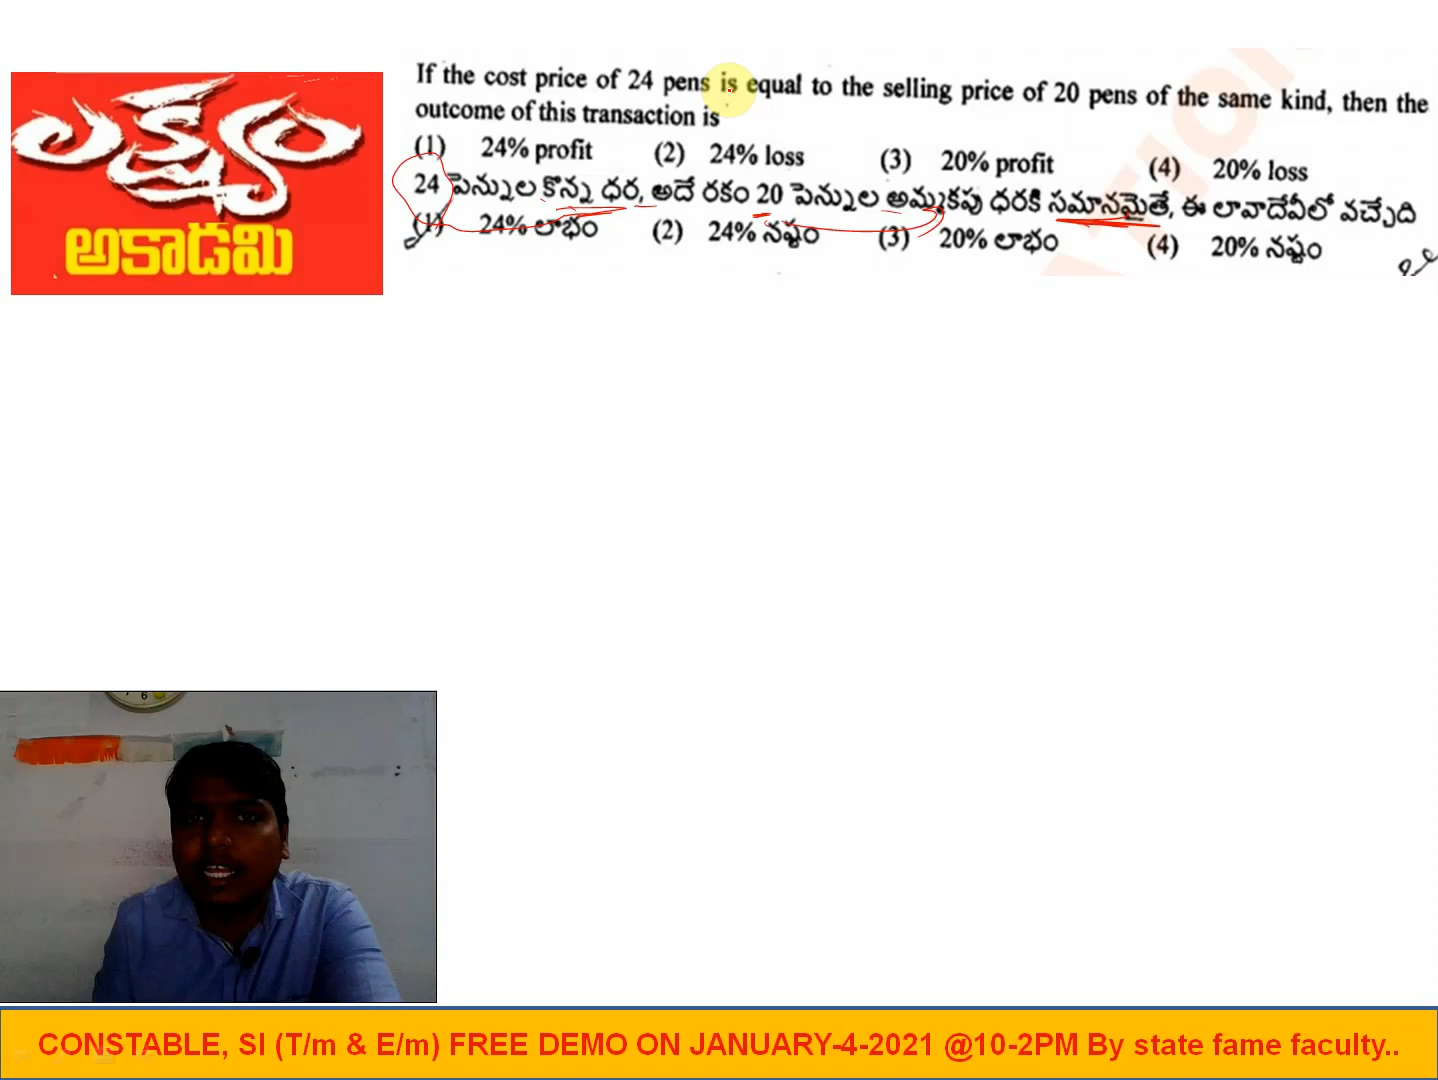 లక్ష్యం
అకాడమి
If the cost price of 24 pens is equal to the selling price of 20 pens of the same kind, then the
outcome of this transaction is
(1) 24% profit (2) 24% loss (3) 20% profit (4) 20% loss
24 పెన్నుల కొన్న ధర, అదే రకం 20 పెన్నుల అమ్మకపు ధరకి సమానమైతే, ఈ లావాదేవీలో వచ్చేది
(1) 24% లాభం (2) 24% నష్టం (3) 20% లాభం (4) 20% నష్టం
CONSTABLE, SI (T/m & E/m) FREE DEMO ON JANUARY-4-2021 @10-2PM By state fame faculty..